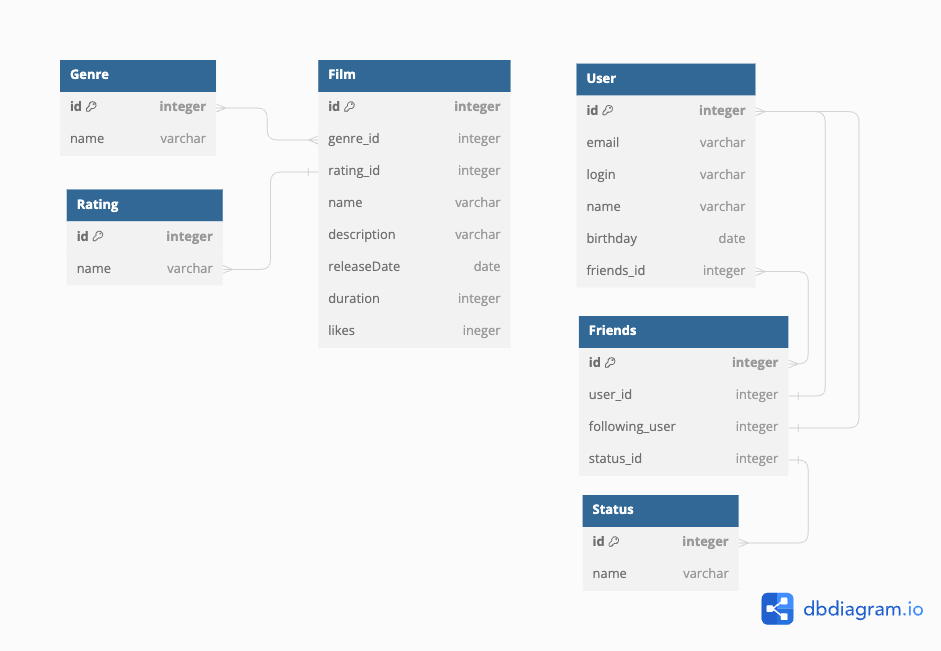 Genre
id integer
name varchar
Rating
id integer
name varchar
Film
id integer
genre_id integer
rating_id integer
name varchar
description varchar
releaseDate date
duration integer
likes ineger
User
id integer
email varchar
login varchar
name varchar
birthday date
friends_id integer
Friends
id integer
user_id integer
following_user integer
status_id integer
Status
id integer
name varchar
dbdiagram.io